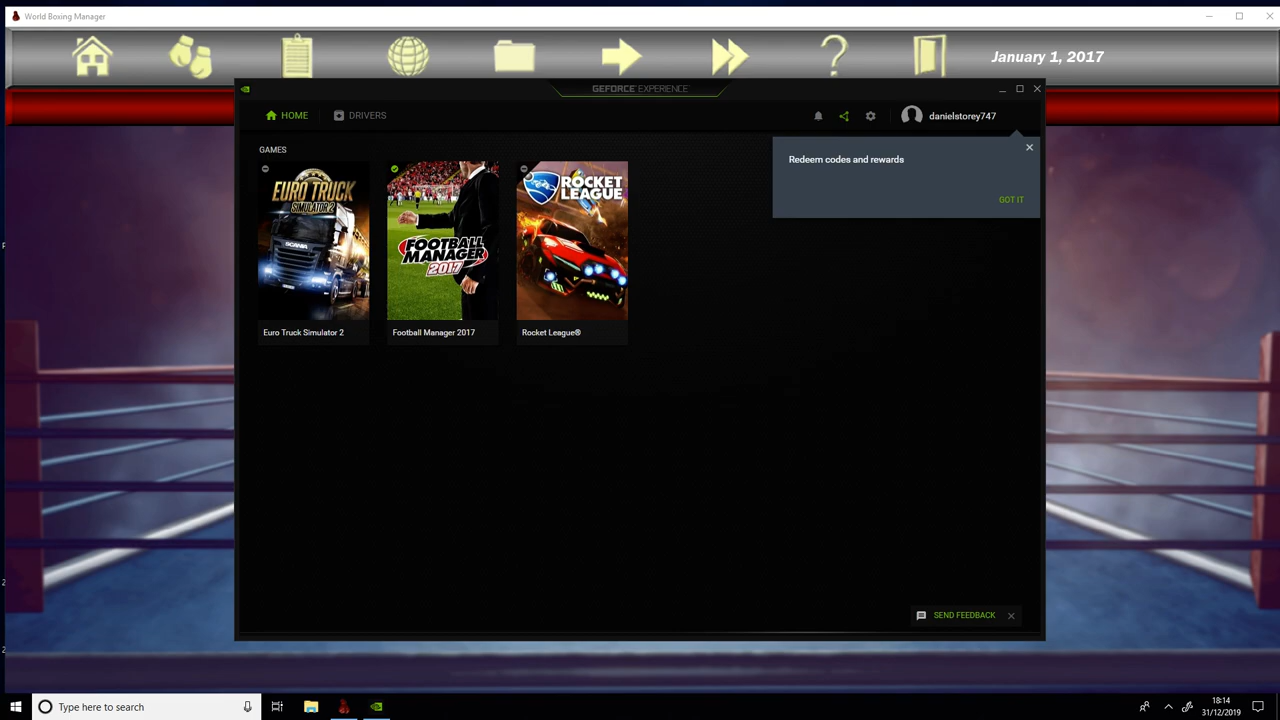 World Boxing Manager
January 1, 2017
GEFORCE EXPERIENCE
HOME
DRIVERS
danielstorey747
Redeem codes and rewards
GOT IT
GAMES
EURO TRUCK
SIMULATOR 2
SCANIA
FOOTBALL
MANAGER
2017
ROCKET
LEAGUE
Euro Truck Simulator 2
Football Manager 2017
Rocket League®
SEND FEEDBACK
Type here to search
18:14
31/12/2019